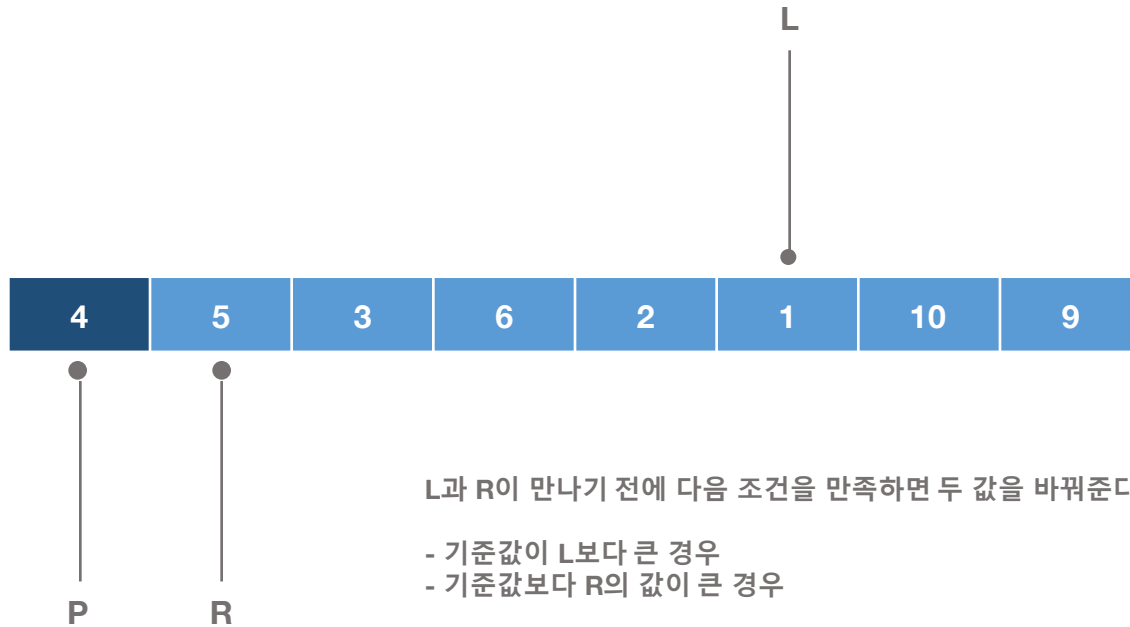 L
4 5 3 6 2 1 10 9
L과 R이 만나기 전에 다음 조건을 만족하면 두 값을 바꿔준
- 기준값이 L보다 큰 경우
- 기준값보다 R의 값이 큰 경우
P R